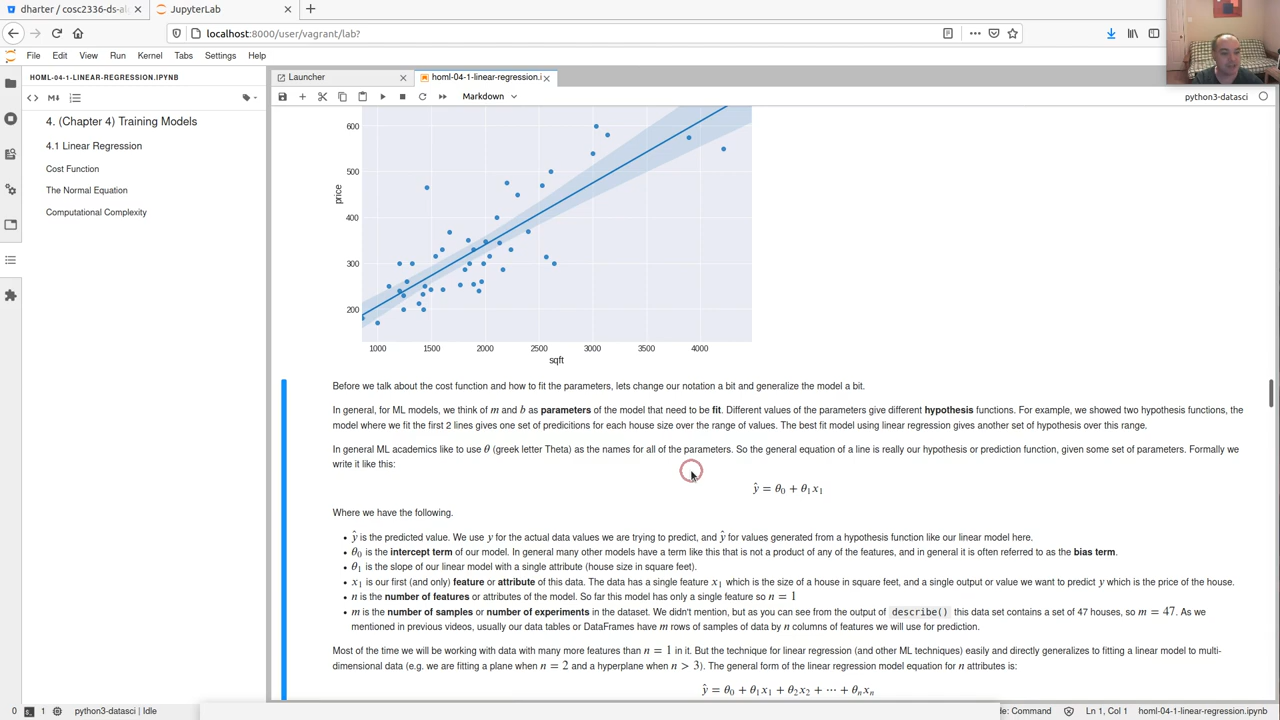 dharter / cosc2336-ds-al
JupyterLab
localhost:8000/user/vagrant/lab?
File Edit View Run Kernel Tabs Settings Help
HOML-04-1-LINEAR-REGRESSION.IPYNB
Launcher
homl-04-1-linear-regression.i
Markdown
python3-datasci
4. (Chapter 4) Training Models
4.1 Linear Regression
Cost Function
The Normal Equation
Computational Complexity
600
500
400
300
200
price
1000 1500 2000 2500 3000 3500 4000
sqft
Before we talk about the cost function and how to fit the parameters, lets change our notation a bit and generalize the model a bit.
In general, for ML models, we think of m and b as parameters of the model that need to be fit. Different values of the parameters give different hypothesis functions. For example, we showed two hypothesis functions, the
model where we fit the first 2 lines gives one set of predicitions for each house size over the range of values. The best fit model using linear regression gives another set of hypothesis over this range.
In general ML academics like to use θ (greek letter Theta) as the names for all of the parameters. So the general equation of a line is really our hypothesis or prediction function, given some set of parameters. Formally we
write it like this:
ŷ = θ₀ + θ₁x₁
Where we have the following.
• ŷ is the predicted value. We use y for the actual data values we are trying to predict, and ŷ for values generated from a hypothesis function like our linear model here.
• θ₀ is the intercept term of our model. In general many other models have a term like this that is not a product of any of the features, and in general it is often referred to as the bias term.
• θ₁ is the slope of our linear model with a single attribute (house size in square feet).
• x₁ is our first (and only) feature or attribute of this data. The data has a single feature x₁ which is the size of a house in square feet, and a single output or value we want to predict y which is the price of the house.
• n is the number of features or attributes of the model. So far this model has only a single feature so n = 1
• m is the number of samples or number of experiments in the dataset. We didn't mention, but as you can see from the output of describe() this data set contains a set of 47 houses, so m = 47. As we
mentioned in previous videos, usually our data tables or DataFrames have m rows of samples of data by n columns of features we will use for prediction.
Most of the time we will be working with data with many more features than n = 1 in it. But the technique for linear regression (and other ML techniques) easily and directly generalizes to fitting a linear model to multi-
dimensional data (e.g. we are fitting a plane when n = 2 and a hyperplane when n > 3). The general form of the linear regression model equation for n attributes is:
ŷ = θ₀ + θ₁x₁ + θ₂x₂ + ⋯ + θₙxₙ
0 1 python3-datasci | Idle
de: Command Ln 1, Col 1 homl-04-1-linear-regression.ipynb